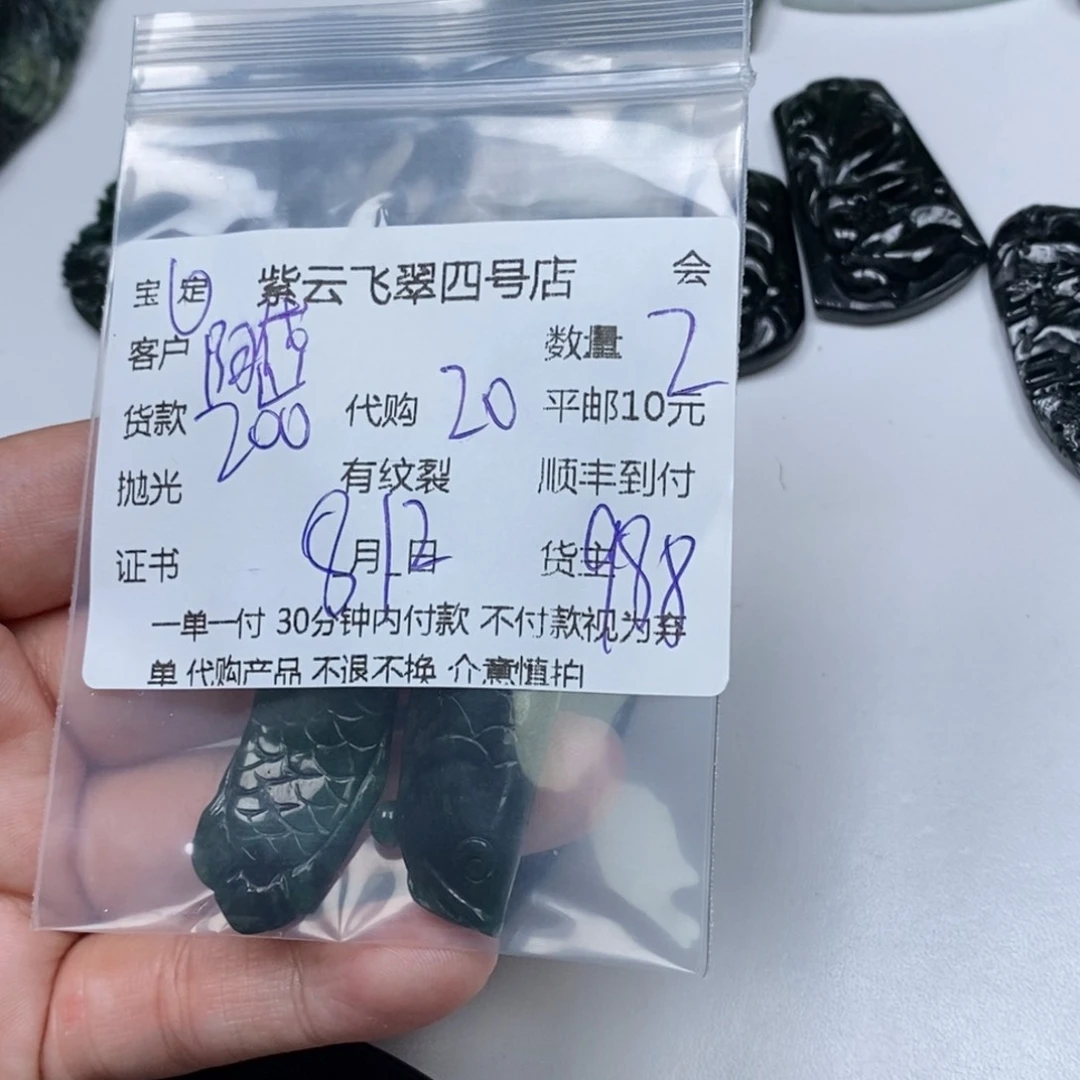 宝 定 紫云飞翠四号店 会
客户 数量 2
货款 200 代购 20 平邮10元
抛光 有纹裂 顺丰到付
证书 8月12日 货主 988
一单一付 30分钟内付款 不付款视为弃
单 代购产品 不退不换 介意慎拍